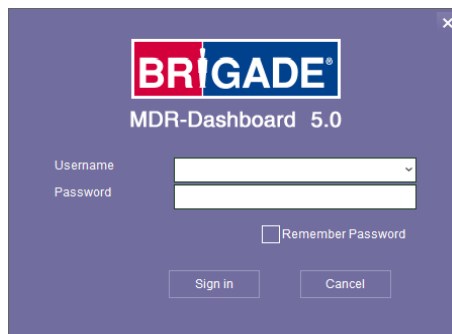 BRIGADE®
MDR-Dashboard 5.0
Username
Password
Remember Password
Sign in Cancel